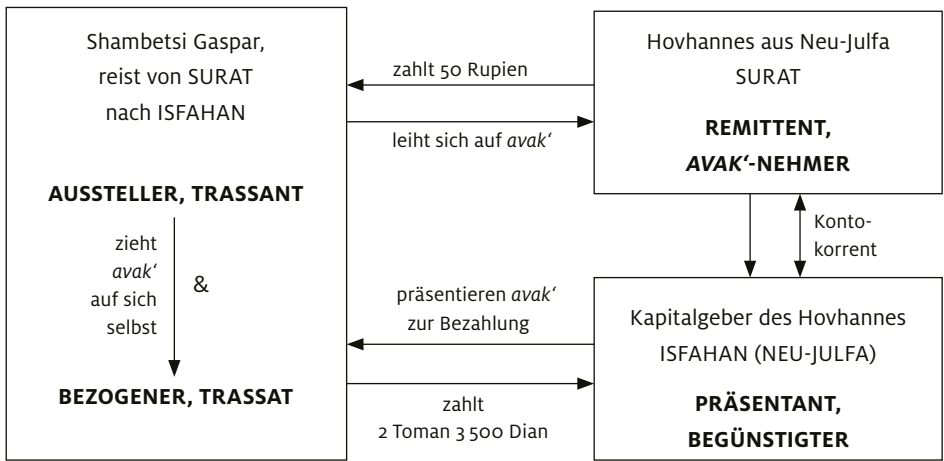 Shambetsi Gaspar,
reist von SURAT
nach ISFAHAN
AUSSTELLER, TRASSANT
zieht
avak‘
auf sich
selbst
&
BEZOGENER, TRASSAT
zahlt 50 Rupien
leiht sich auf avak‘
präsentieren avak‘
zur Bezahlung
zahlt
2 Toman 3 500 Dian
Hovhannes aus Neu-Julfa
SURAT
REMITTENT,
AVAK‘-NEHMER
Konto-
korrent
Kapitalgeber des Hovhannes
ISFAHAN (NEU-JULFA)
PRÄSENTANT,
BEGÜNSTIGTER